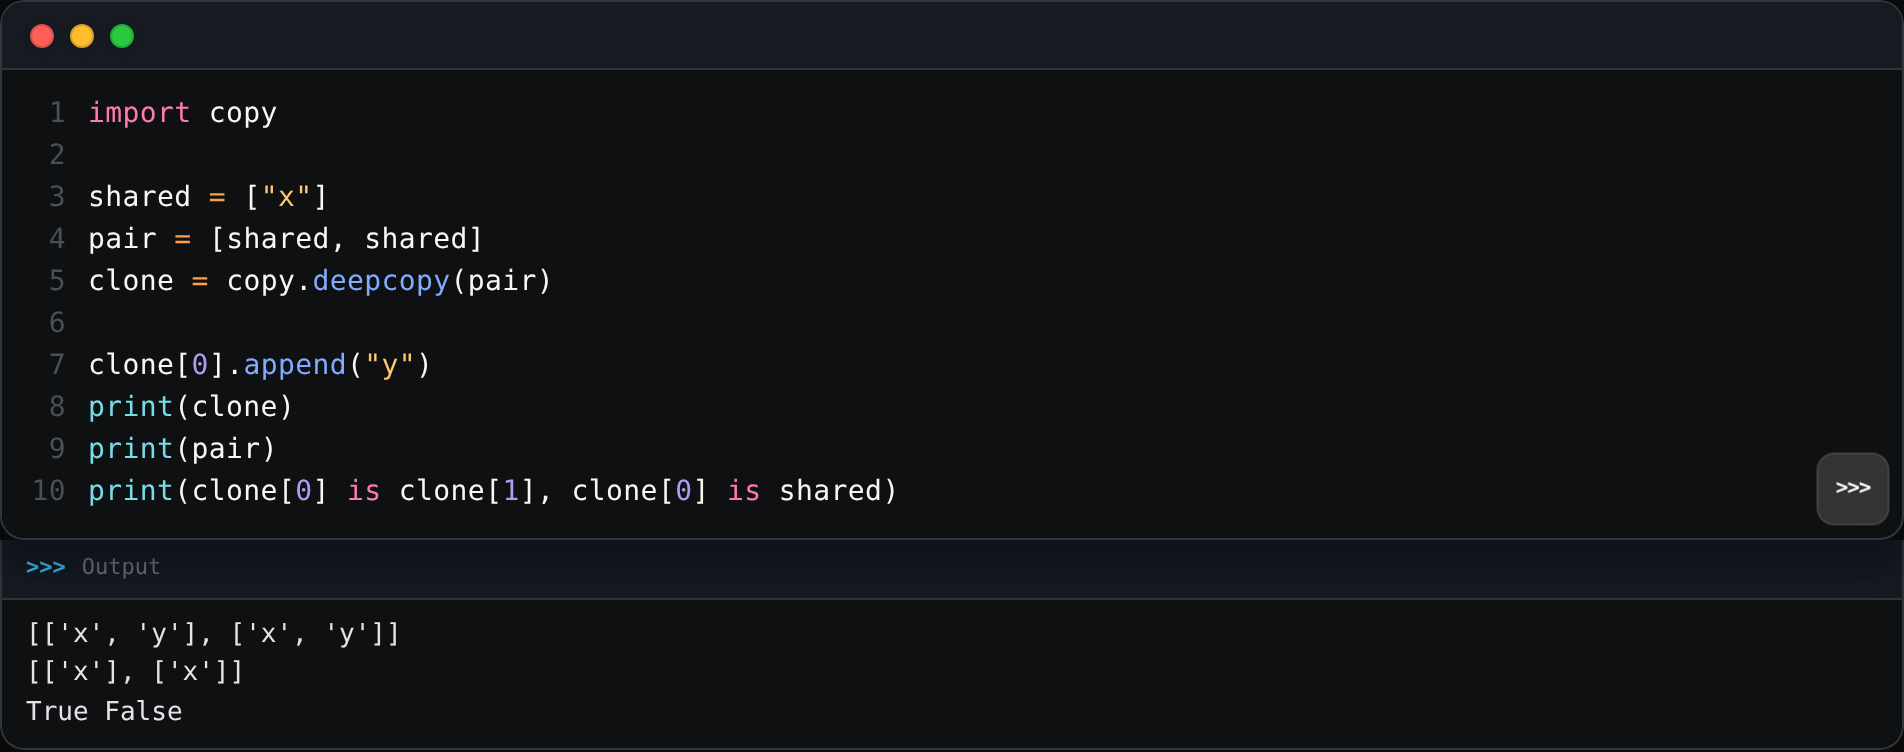 1 import copy
2
3 shared = ["x"]
4 pair = [shared, shared]
5 clone = copy.deepcopy(pair)
6
7 clone[0].append("y")
8 print(clone)
9 print(pair)
10 print(clone[0] is clone[1], clone[0] is shared)
>>>
>>> Output
[['x', 'y'], ['x', 'y']]
[['x'], ['x']]
True False